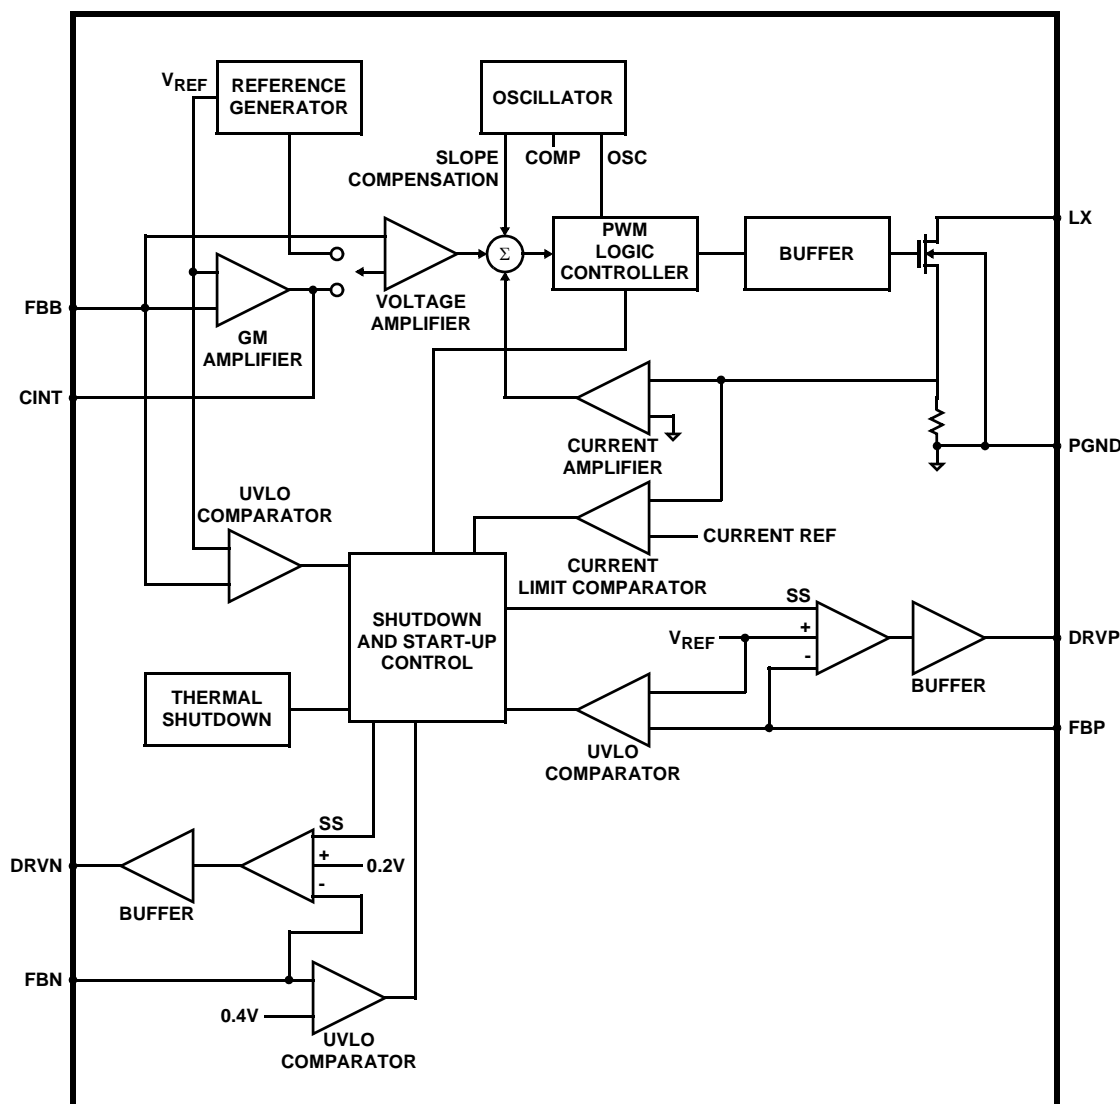 VREF
REFERENCE
GENERATOR
OSCILLATOR
SLOPE
COMPENSATION
COMP
OSC
LX
PWM
LOGIC
CONTROLLER
BUFFER
Σ
VOLTAGE
AMPLIFIER
FBB
GM
AMPLIFIER
CINT
CURRENT
AMPLIFIER
PGND
UVLO
COMPARATOR
CURRENT REF
CURRENT
LIMIT COMPARATOR
SHUTDOWN
AND START-UP
CONTROL
SS
VREF
+
-
DRVP
BUFFER
THERMAL
SHUTDOWN
FBP
UVLO
COMPARATOR
SS
+
0.2V
-
DRVN
BUFFER
FBN
0.4V
UVLO
COMPARATOR